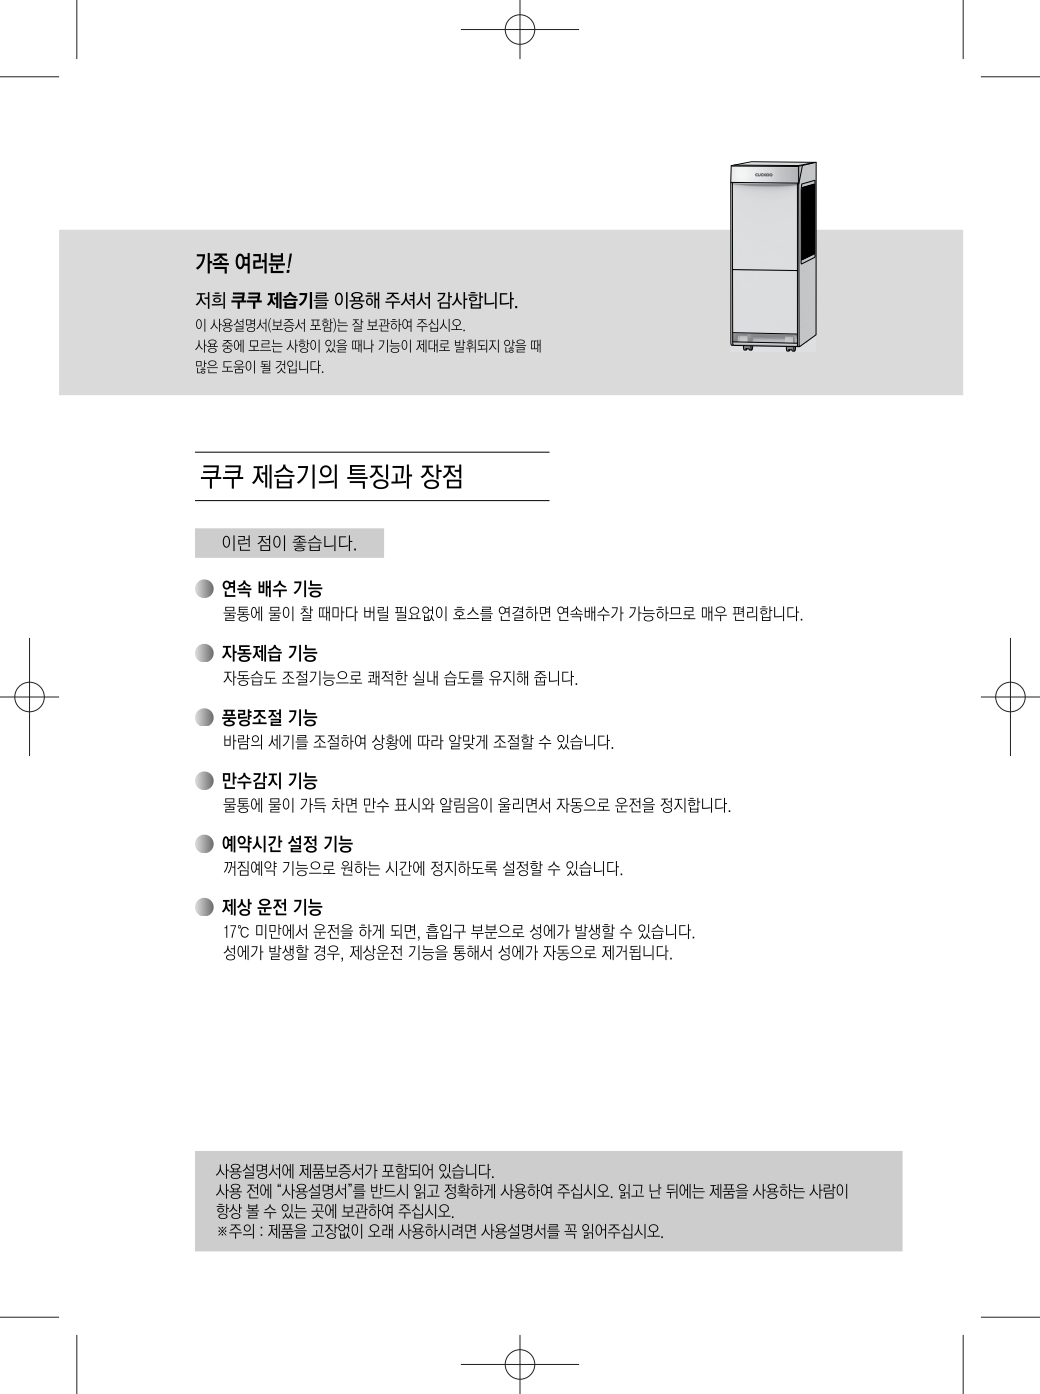 CUCKOO
가족 여러분!
저희 쿠쿠 제습기를 이용해 주셔서 감사합니다.
이 사용설명서(보증서 포함)는 잘 보관하여 주십시오.
사용 중에 모르는 사항이 있을 때나 기능이 제대로 발휘되지 않을 때
많은 도움이 될 것입니다.
쿠쿠 제습기의 특징과 장점
이런 점이 좋습니다.
연속 배수 기능
물통에 물이 찰 때마다 버릴 필요없이 호스를 연결하면 연속배수가 가능하므로 매우 편리합니다.
자동제습 기능
자동습도 조절기능으로 쾌적한 실내 습도를 유지해 줍니다.
풍량조절 기능
바람의 세기를 조절하여 상황에 따라 알맞게 조절할 수 있습니다.
만수감지 기능
물통에 물이 가득 차면 만수 표시와 알림음이 울리면서 자동으로 운전을 정지합니다.
예약시간 설정 기능
꺼짐예약 기능으로 원하는 시간에 정지하도록 설정할 수 있습니다.
제상 운전 기능
17℃ 미만에서 운전을 하게 되면, 흡입구 부분으로 성에가 발생할 수 있습니다.
성에가 발생할 경우, 제상운전 기능을 통해서 성에가 자동으로 제거됩니다.
사용설명서에 제품보증서가 포함되어 있습니다.
사용 전에 “사용설명서”를 반드시 읽고 정확하게 사용하여 주십시오. 읽고 난 뒤에는 제품을 사용하는 사람이
항상 볼 수 있는 곳에 보관하여 주십시오.
※주의 : 제품을 고장없이 오래 사용하시려면 사용설명서를 꼭 읽어주십시오.